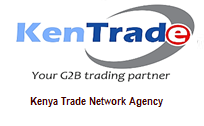 KenTrade
Your G2B trading partner
Kenya Trade Network Agency